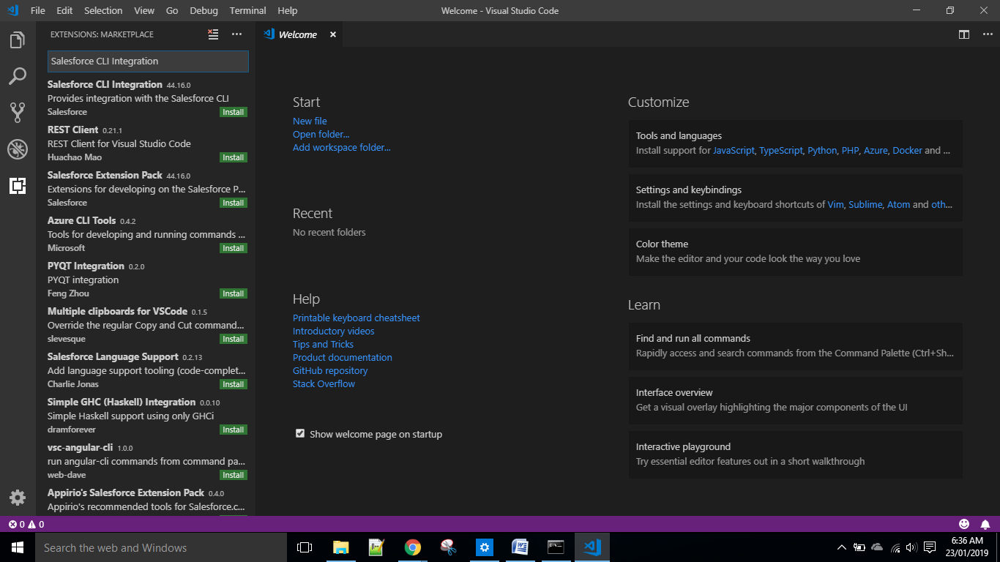 File Edit Selection View Go Debug Terminal Help
Welcome - Visual Studio Code
EXTENSIONS: MARKETPLACE
Salesforce CLI Integration
Salesforce CLI Integration 44.16.0
Provides integration with the Salesforce CLI
Salesforce Install
REST Client 0.21.1
REST Client for Visual Studio Code
Huachao Mao Install
Salesforce Extension Pack 44.16.0
Extensions for developing on the Salesforce P...
Salesforce Install
Azure CLI Tools 0.4.2
Tools for developing and running commands ...
Microsoft Install
PYQT Integration 0.2.0
PYQT integration
Feng Zhou Install
Multiple clipboards for VSCode 0.1.5
Override the regular Copy and Cut command...
slevesque Install
Salesforce Language Support 0.2.13
Add language support tooling (code-complet...
Charlie Jonas Install
Simple GHC (Haskell) Integration 0.0.10
Simple Haskell support using only GHCi
dramforever Install
vsc-angular-cli 1.0.0
run angular-cli commands from command pa...
web-dave Install
Appirio's Salesforce Extension Pack 0.4.0
Appirio's recommended tools for Salesforce.c...
Welcome
Start
New file
Open folder...
Add workspace folder...
Recent
No recent folders
Help
Printable keyboard cheatsheet
Introductory videos
Tips and Tricks
Product documentation
GitHub repository
Stack Overflow
Show welcome page on startup
Customize
Tools and languages
Install support for JavaScript, TypeScript, Python, PHP, Azure, Docker and ...
Settings and keybindings
Install the settings and keyboard shortcuts of Vim, Sublime, Atom and oth...
Color theme
Make the editor and your code look the way you love
Learn
Find and run all commands
Rapidly access and search commands from the Command Palette (Ctrl+Sh...
Interface overview
Get a visual overlay highlighting the major components of the UI
Interactive playground
Try essential editor features out in a short walkthrough
0 0
Search the web and Windows
6:36 AM
23/01/2019